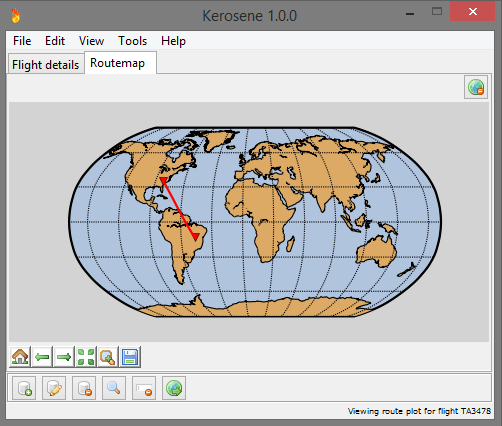 Kerosene 1.0.0
File Edit View Tools Help
Flight details Routemap
Viewing route plot for flight TA3478